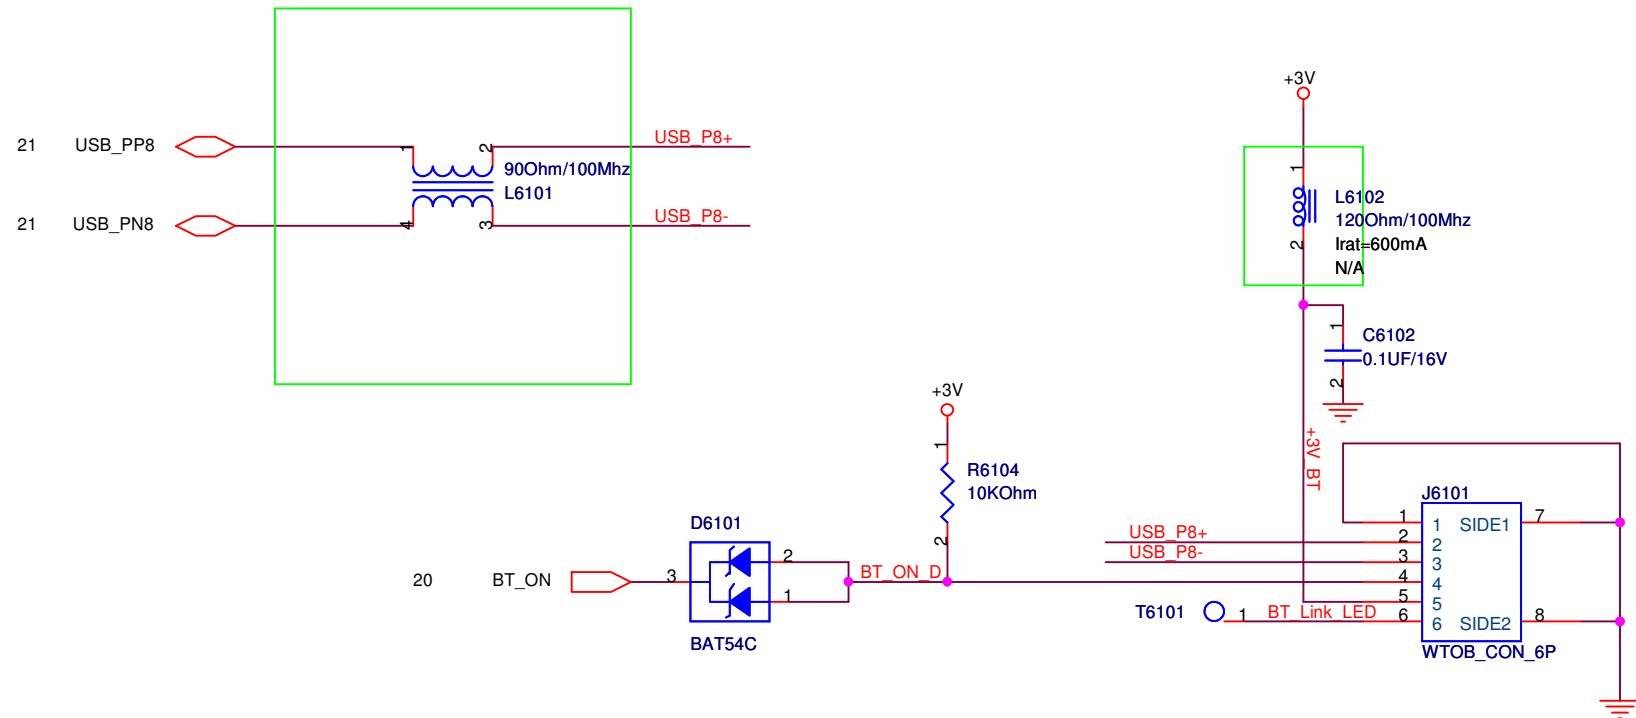 21 USB_PP8
1
2
USB_P8+
90Ohm/100Mhz
L6101
21 USB_PN8
4
3
USB_P8-
+3V
1
L6102
120Ohm/100Mhz
2
Irat=600mA
N/A
1
C6102
0.1UF/16V
2
+3V
1
R6104
10KOhm
2
+3V_BT
J6101
1 1 SIDE1 7
USB_P8+ 2 2
USB_P8- 3 3
4 4
5 5
T6101 1 BT_Link_LED 6 6 SIDE2 8
WTOB_CON_6P
D6101
2
20 BT_ON 3
BT_ON_D
1
BAT54C